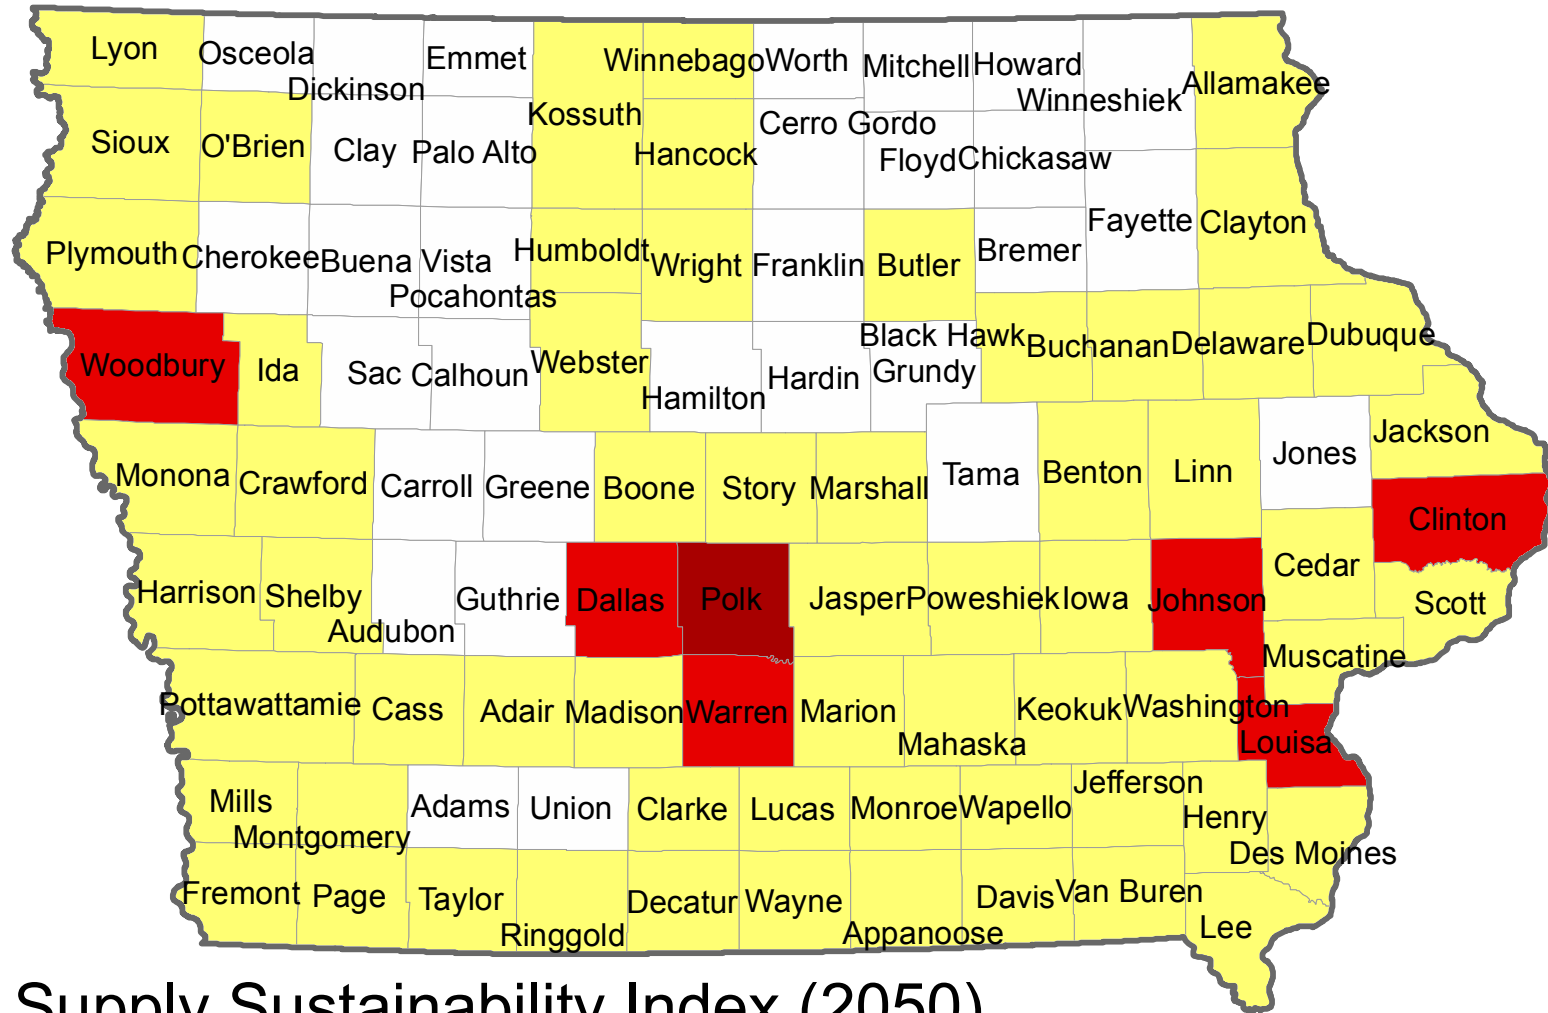 Lyon
Osceola
Dickinson
Emmet
Kossuth
Winnebago
Worth
Mitchell
Howard
Winneshiek
Allamakee
Sioux
O'Brien
Clay
Palo Alto
Hancock
Cerro Gordo
Floyd
Chickasaw
Plymouth
Cherokee
Buena Vista
Pocahontas
Humboldt
Wright
Franklin
Butler
Bremer
Fayette
Clayton
Woodbury
Ida
Sac
Calhoun
Webster
Hamilton
Hardin
Black Hawk
Grundy
Buchanan
Delaware
Dubuque
Monona
Crawford
Carroll
Greene
Boone
Story
Marshall
Tama
Benton
Linn
Jones
Jackson
Clinton
Harrison
Shelby
Audubon
Guthrie
Dallas
Polk
Jasper
Poweshiek
Iowa
Johnson
Cedar
Scott
Muscatine
Pottawattamie
Cass
Adair
Madison
Warren
Marion
Mahaska
Keokuk
Washington
Louisa
Mills
Montgomery
Adams
Union
Clarke
Lucas
Monroe
Wapello
Jefferson
Henry
Des Moines
Fremont
Page
Taylor
Ringgold
Decatur
Wayne
Appanoose
Davis
Van Buren
Lee
Supply Sustainability Index (2050)